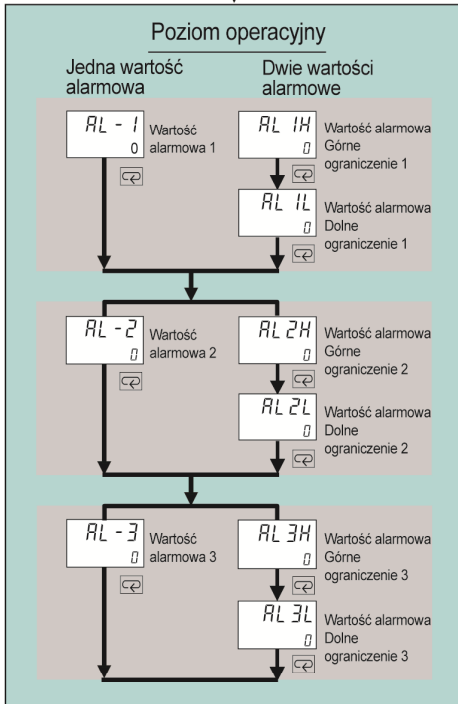 Poziom operacyjny
Jedna wartość
alarmowa
Dwie wartości
alarmowe
AL - 1
0
Wartość
alarmowa 1
AL 1H
0
Wartość alarmowa
Górne
ograniczenie 1
AL 1L
0
Wartość alarmowa
Dolne
ograniczenie 1
AL -2
0
Wartość
alarmowa 2
AL 2H
0
Wartość alarmowa
Górne
ograniczenie 2
AL 2L
0
Wartość alarmowa
Dolne
ograniczenie 2
AL -3
0
Wartość
alarmowa 3
AL 3H
0
Wartość alarmowa
Górne
ograniczenie 3
AL 3L
0
Wartość alarmowa
Dolne
ograniczenie 3